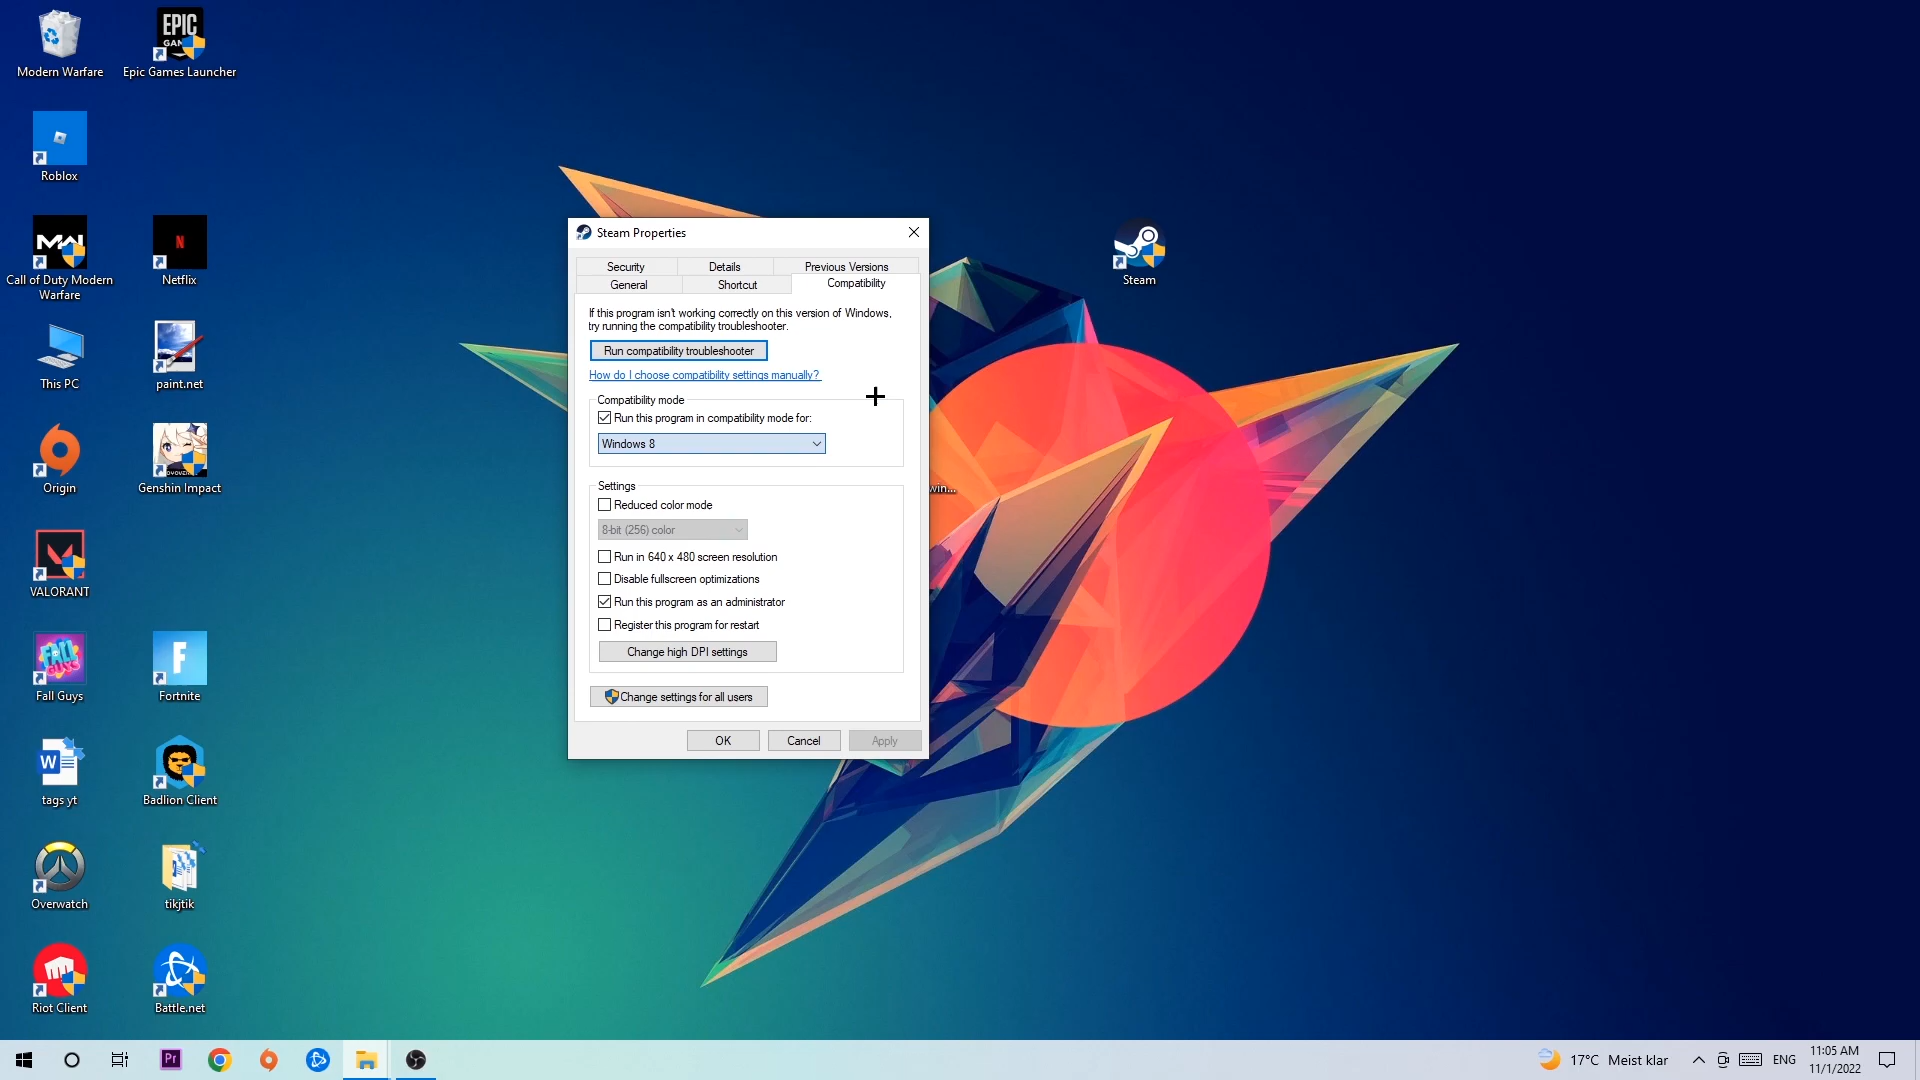 Modern Warfare
EPIC
GAMES
Epic Games Launcher
Roblox
MW
Call of Duty Modern
Warfare
N
Netflix
This PC
paint.net
Origin
Genshin Impact
VALORANT
Fall Guys
F
Fortnite
W
tags yt
Badlion Client
Overwatch
tikjtik
Riot Client
Battle.net
Steam
win...
Steam Properties
Security
Details
Previous Versions
General
Shortcut
Compatibility
If this program isn't working correctly on this version of Windows,
try running the compatibility troubleshooter.
Run compatibility troubleshooter
How do I choose compatibility settings manually?
Compatibility mode
Run this program in compatibility mode for:
Windows 8
Settings
Reduced color mode
8-bit (256) color
Run in 640 x 480 screen resolution
Disable fullscreen optimizations
Run this program as an administrator
Register this program for restart
Change high DPI settings
Change settings for all users
OK
Cancel
Apply
Pr
17°C Meist klar
ENG
11:05 AM
11/1/2022